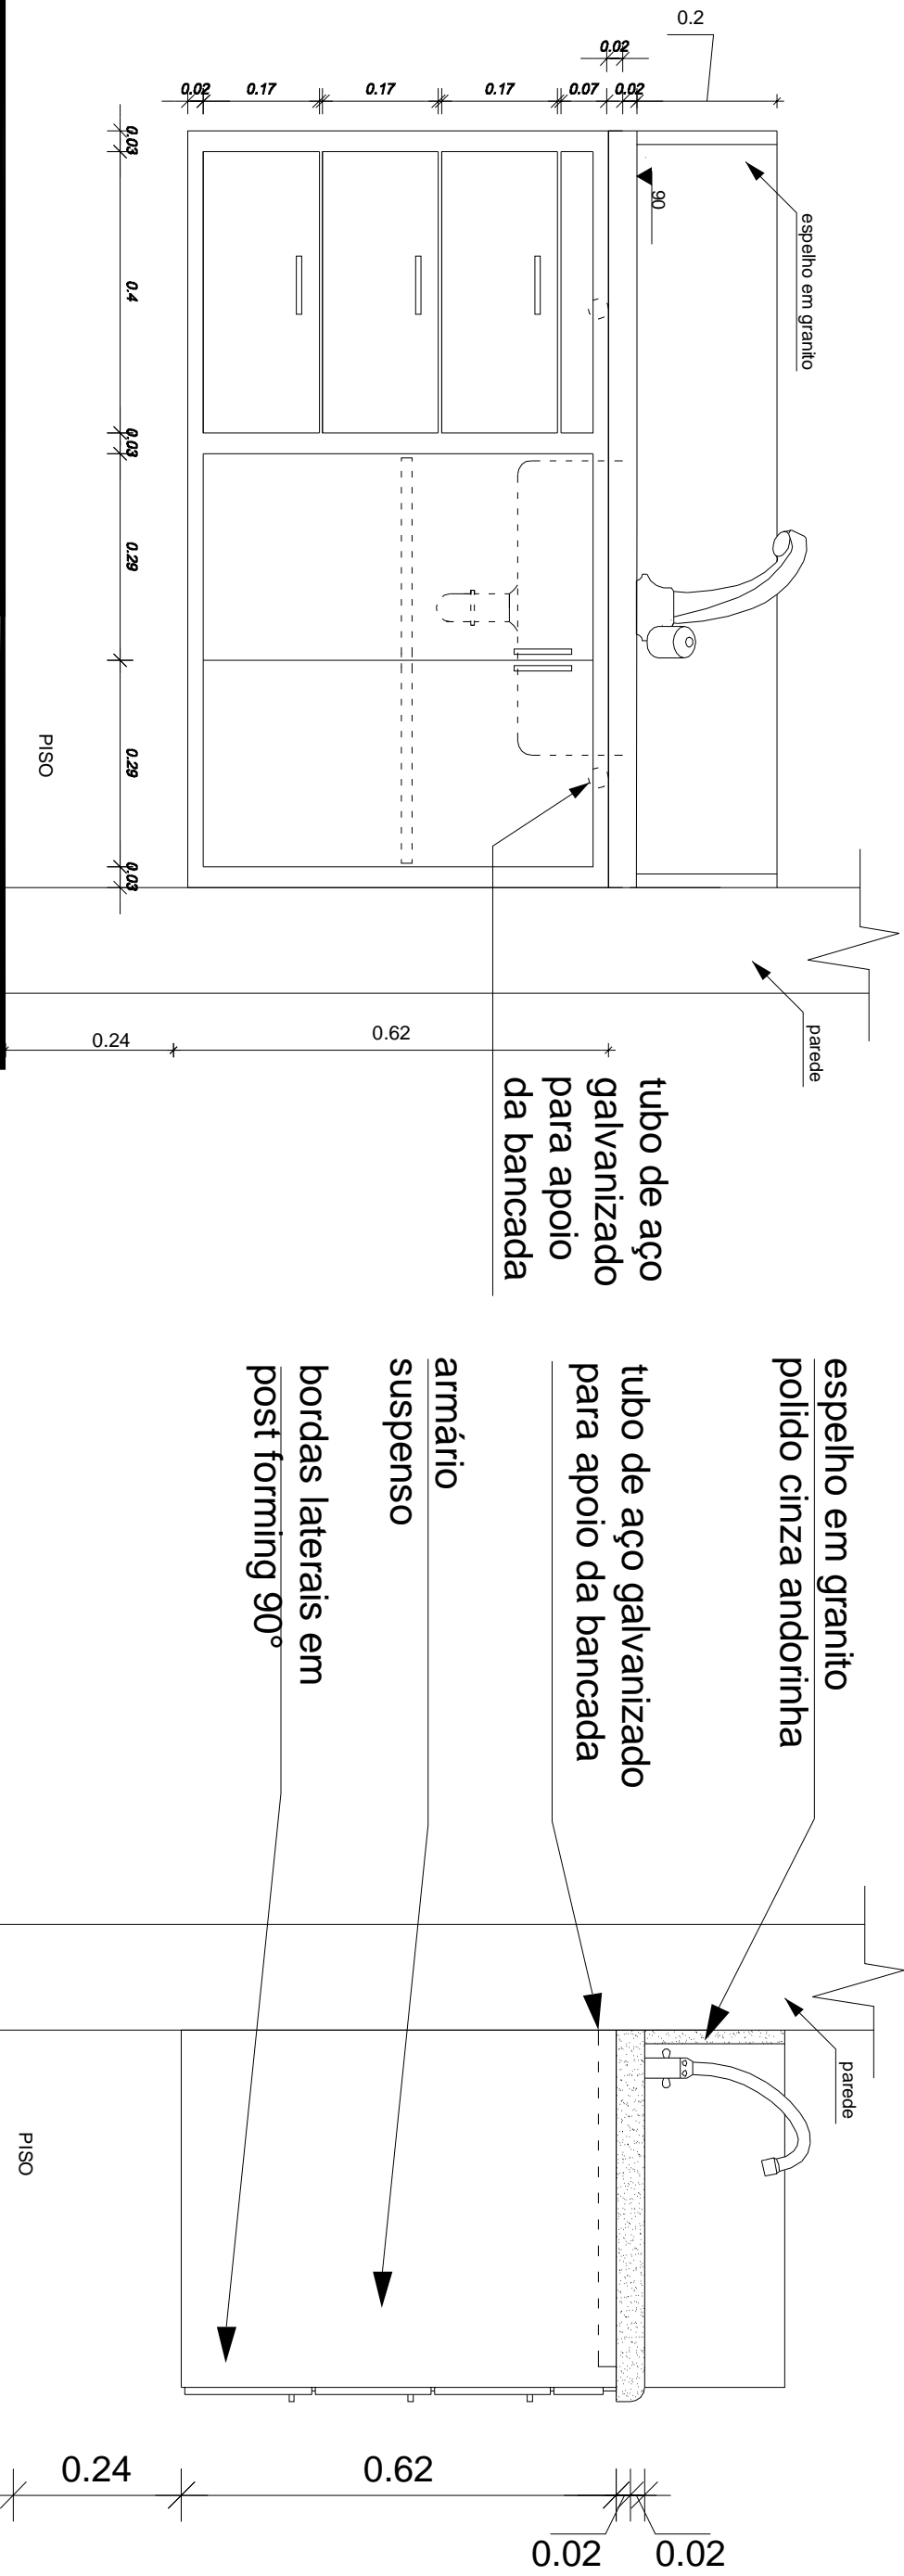 0.2
0.02
0.02
0.17
0.17
0.17
0.07
0.02
0.03
0.4
0.03
0.29
0.29
0.03
90
espelho em granito
PISO
parede
0.24
0.62
tubo de aço
galvanizado
para apoio
da bancada
espelho em granito
polido cinza andorinha
tubo de aço galvanizado
para apoio da bancada
armário
suspenso
bordas laterais em
post forming 90°
parede
PISO
0.24
0.62
0.02
0.02